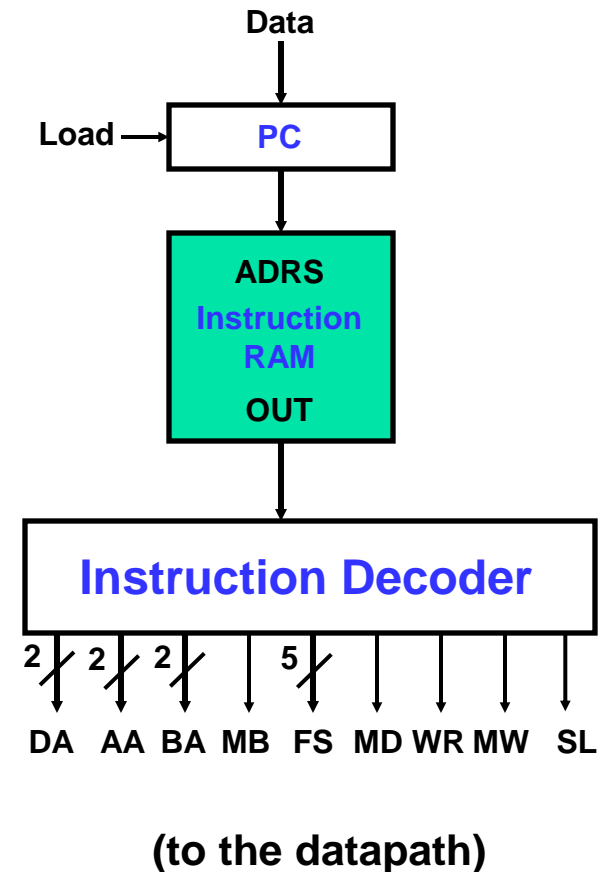 Data
Load
PC
ADRS
Instruction
RAM
OUT
Instruction Decoder
2 2 2 5
DA AA BA MB FS MD WR MW SL
(to the datapath)